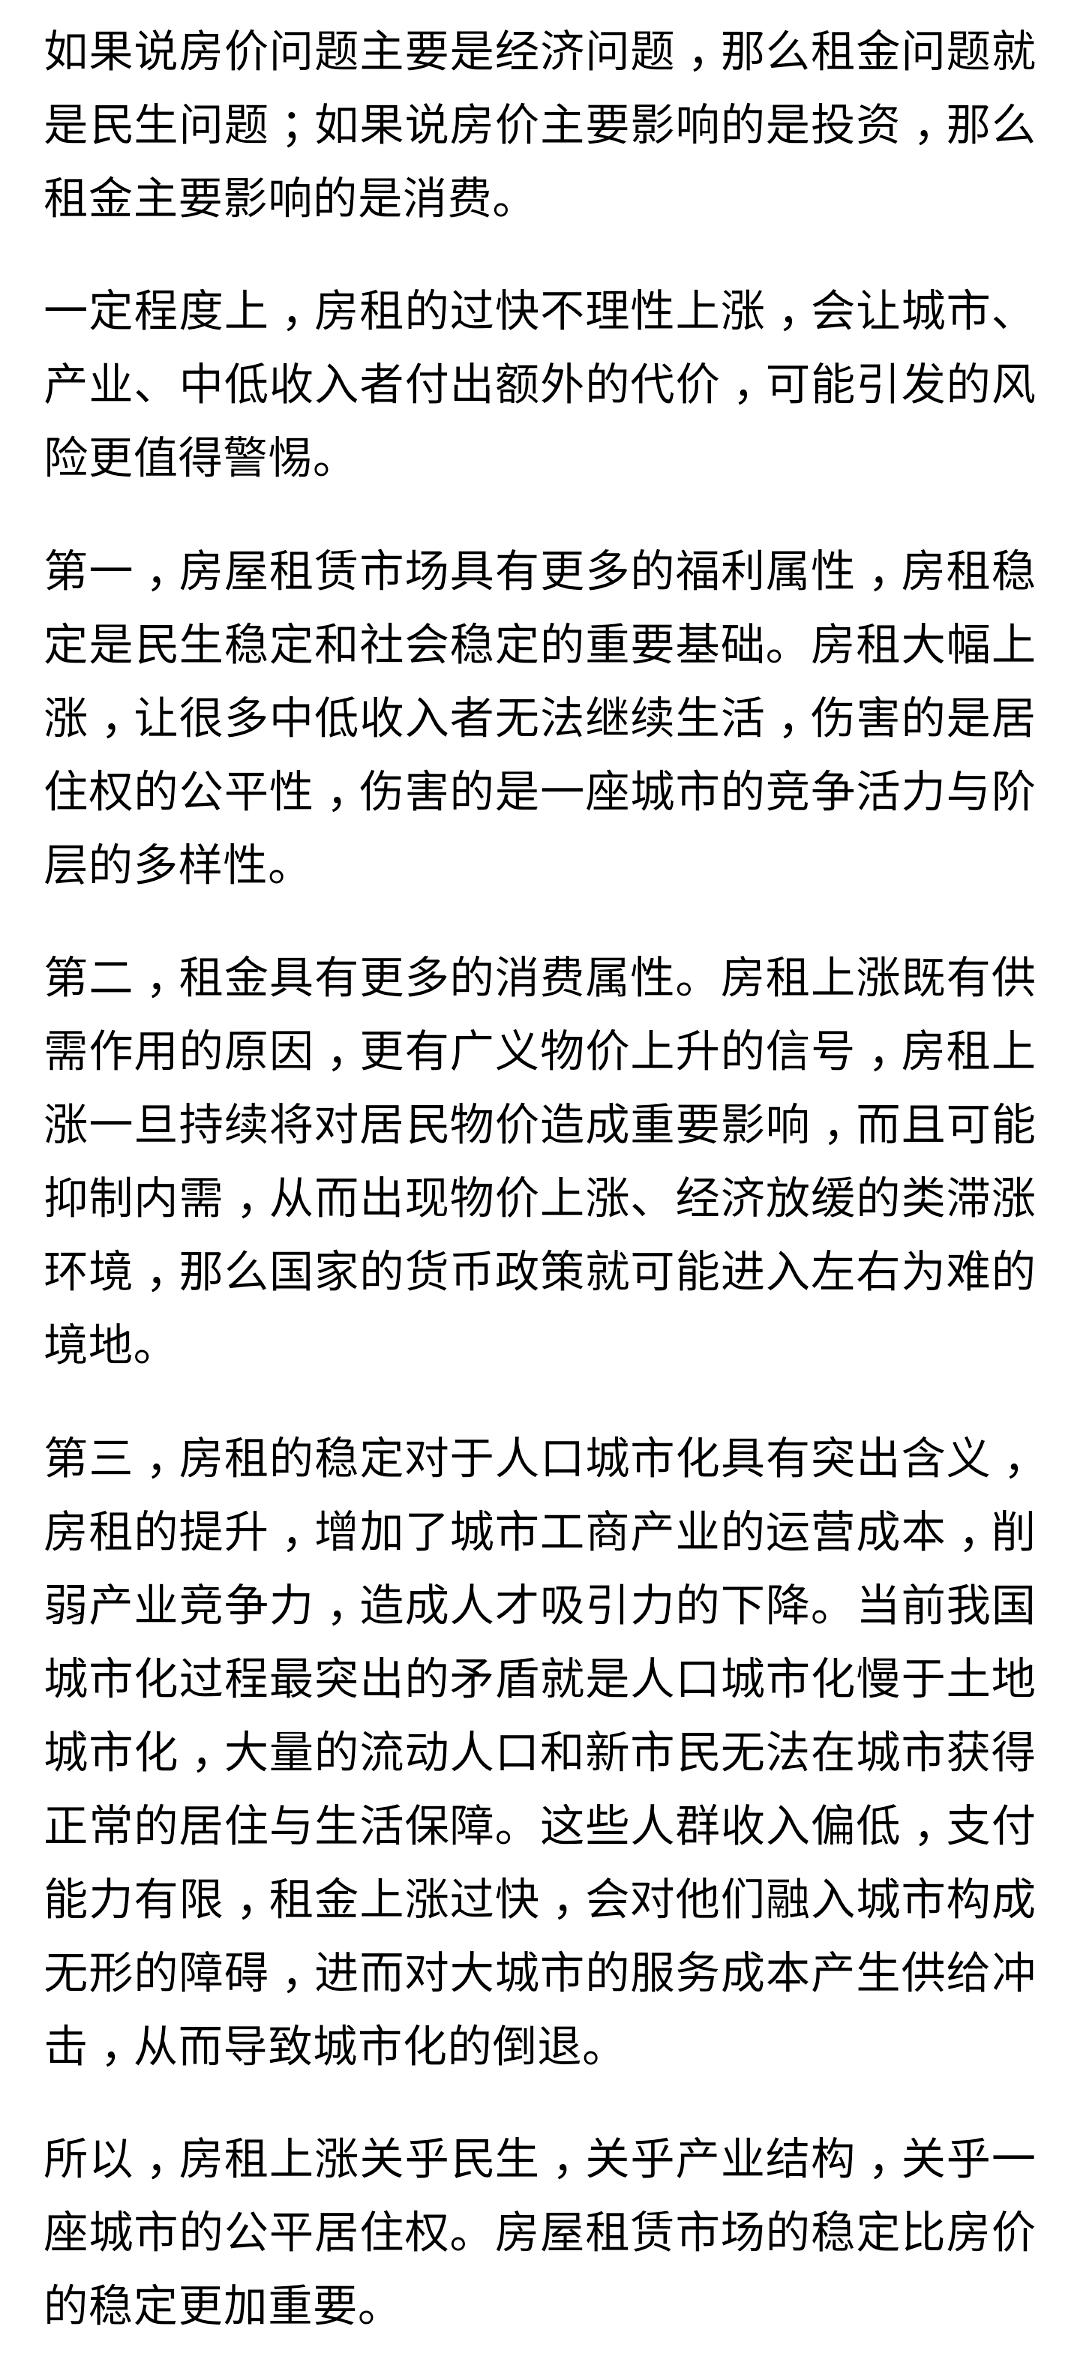 如果说房价问题主要是经济问题，那么租金问题就
是民生问题；如果说房价主要影响的是投资，那么
租金主要影响的是消费。
一定程度上，房租的过快不理性上涨，会让城市、
产业、中低收入者付出额外的代价，可能引发的风
险更值得警惕。
第一，房屋租赁市场具有更多的福利属性，房租稳
定是民生稳定和社会稳定的重要基础。房租大幅上
涨，让很多中低收入者无法继续生活，伤害的是居
住权的公平性，伤害的是一座城市的竞争活力与阶
层的多样性。
第二，租金具有更多的消费属性。房租上涨既有供
需作用的原因，更有广义物价上升的信号，房租上
涨一旦持续将对居民物价造成重要影响，而且可能
抑制内需，从而出现物价上涨、经济放缓的类滞涨
环境，那么国家的货币政策就可能进入左右为难的
境地。
第三，房租的稳定对于人口城市化具有突出含义，
房租的提升，增加了城市工商产业的运营成本，削
弱产业竞争力，造成人才吸引力的下降。当前我国
城市化过程最突出的矛盾就是人口城市化慢于土地
城市化，大量的流动人口和新市民无法在城市获得
正常的居住与生活保障。这些人群收入偏低，支付
能力有限，租金上涨过快，会对他们融入城市构成
无形的障碍，进而对大城市的服务成本产生供给冲
击，从而导致城市化的倒退。
所以，房租上涨关乎民生，关乎产业结构，关乎一
座城市的公平居住权。房屋租赁市场的稳定比房价
的稳定更加重要。